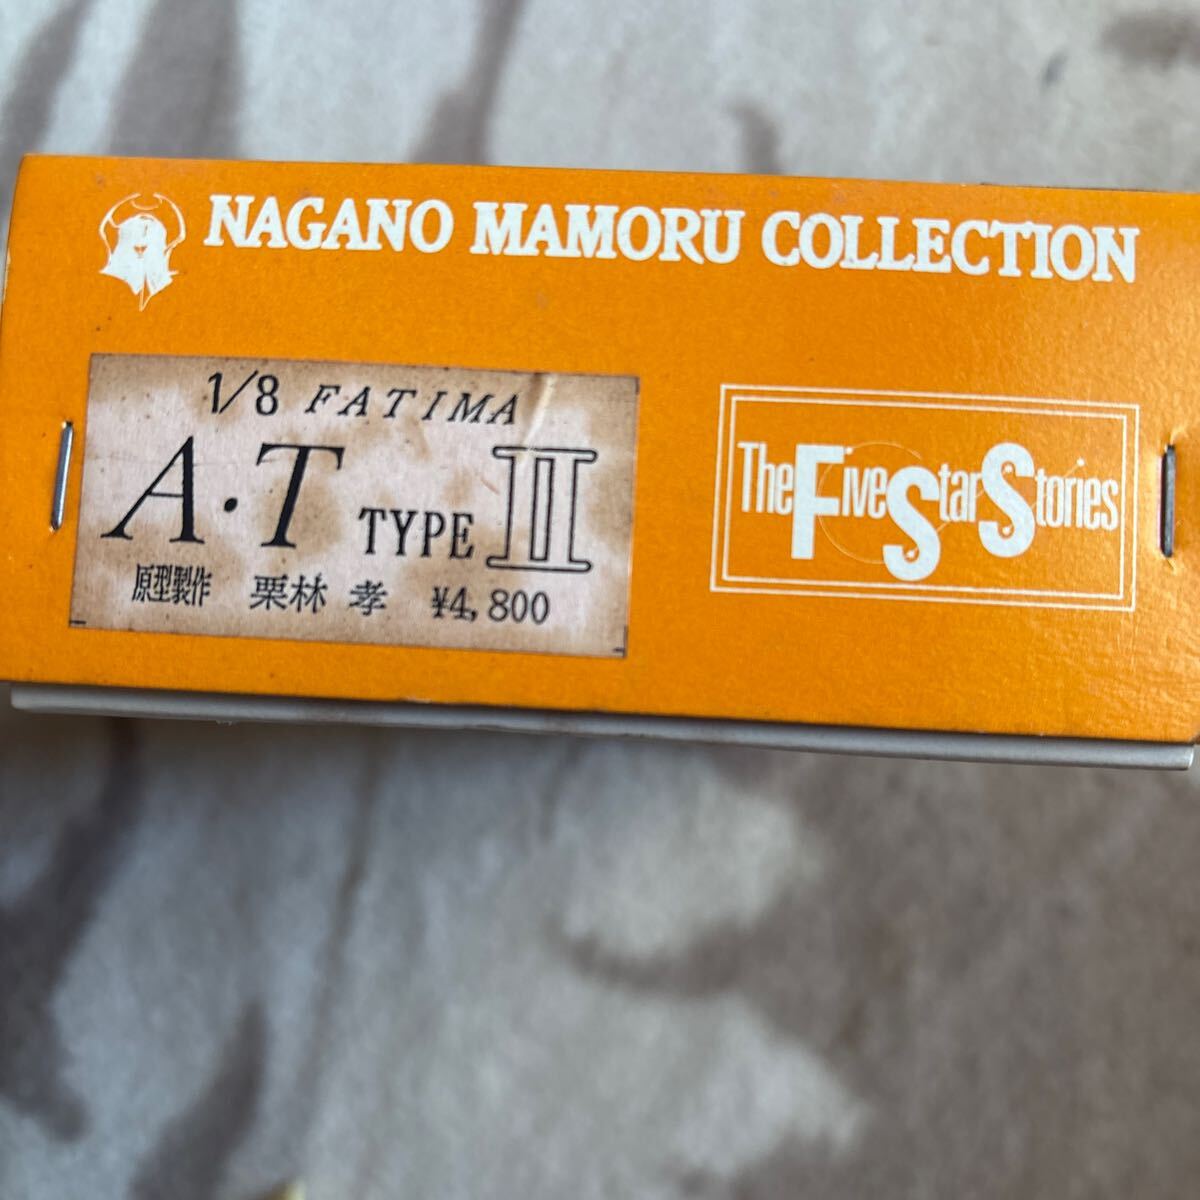 NAGANO MAMORU COLLECTION
1/8 FATIMA
A・T TYPE II
原型製作 栗林 孝 ¥4,800
The Five Star Stories